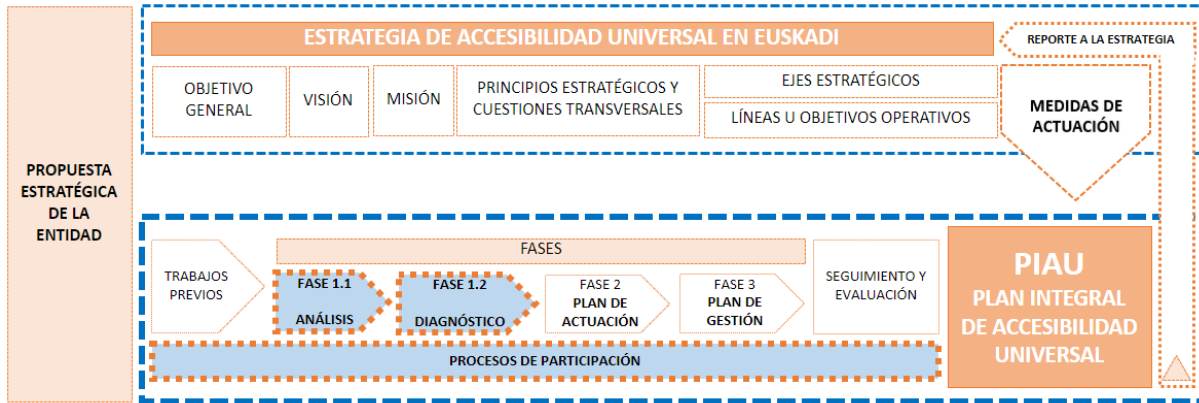 PROPUESTA
ESTRATÉGICA
DE LA
ENTIDAD
ESTRATEGIA DE ACCESIBILIDAD UNIVERSAL EN EUSKADI
REPORTE A LA ESTRATEGIA
OBJETIVO
GENERAL
VISIÓN
MISIÓN
PRINCIPIOS ESTRATÉGICOS Y
CUESTIONES TRANSVERSALES
EJES ESTRATÉGICOS
LÍNEAS U OBJETIVOS OPERATIVOS
MEDIDAS DE
ACTUACIÓN
TRABAJOS
PREVIOS
FASES
FASE 1.1
ANÁLISIS
FASE 1.2
DIAGNÓSTICO
FASE 2
PLAN DE
ACTUACIÓN
FASE 3
PLAN DE
GESTIÓN
SEGUIMIENTO Y
EVALUACIÓN
PROCESOS DE PARTICIPACIÓN
PIAU
PLAN INTEGRAL
DE ACCESIBILIDAD
UNIVERSAL